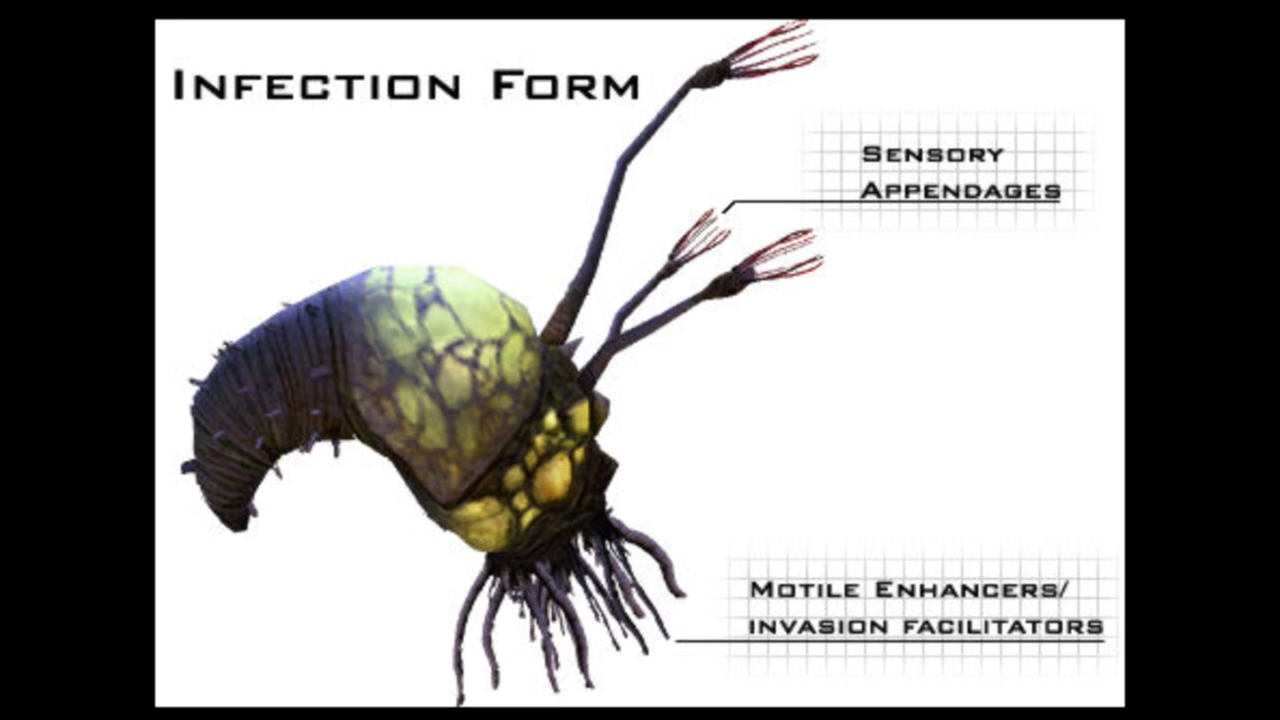 Infection Form
Sensory
Appendages
Motile Enhancers/
invasion facilitators